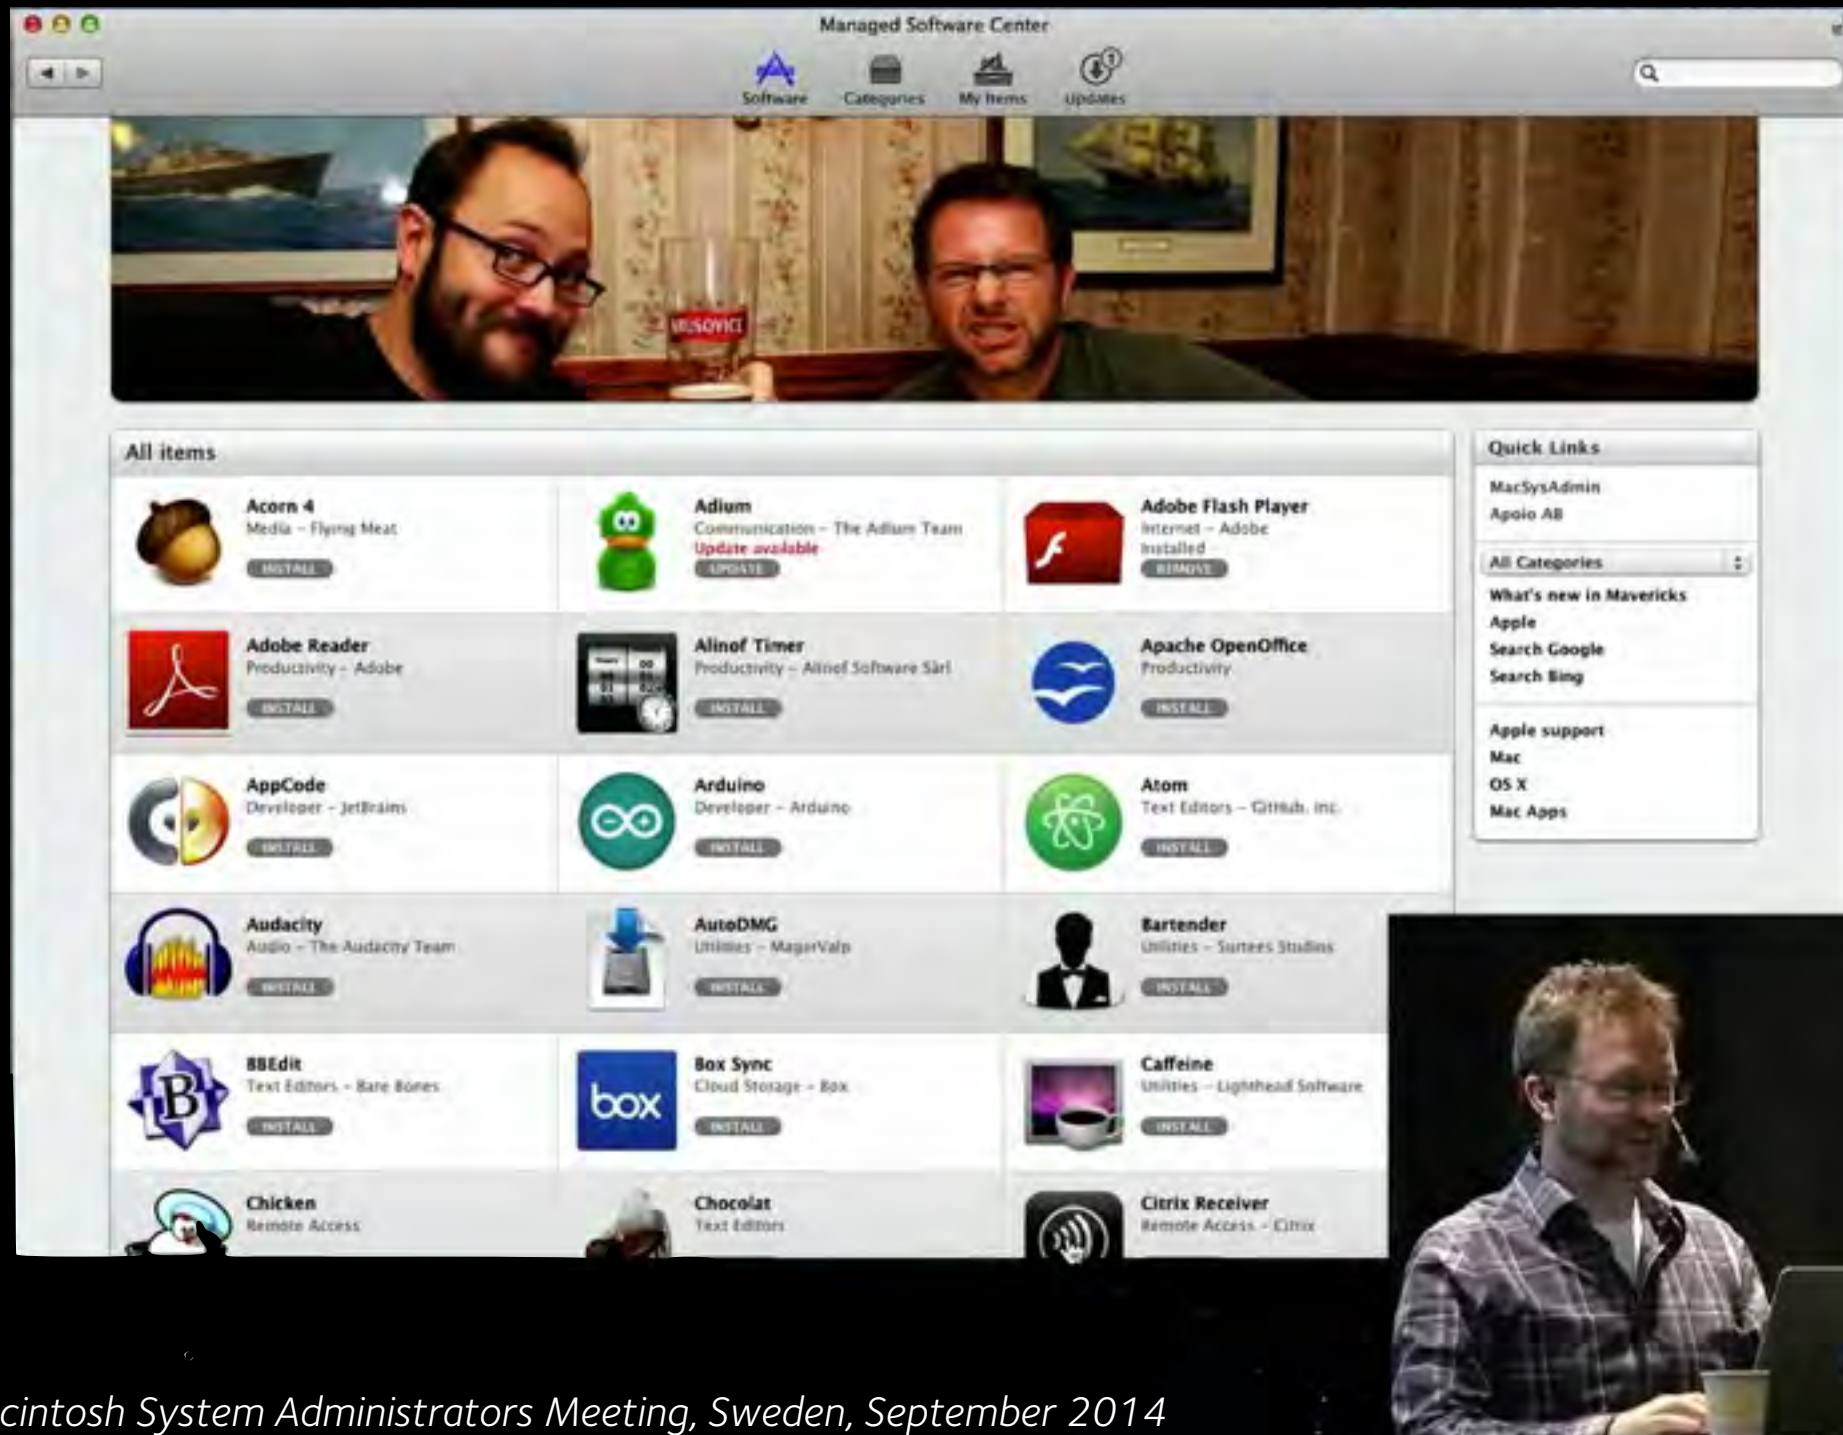 Managed Software Center
Software
Categories
My Items
Updates
1
All items
Acorn 4
Media – Flying Meat
INSTALL
Adium
Communication – The Adium Team
Update available
UPDATE
Adobe Flash Player
Internet – Adobe
Installed
REMOVE
Adobe Reader
Productivity – Adobe
INSTALL
Alinof Timer
Productivity – Alinof Software Sàrl
INSTALL
Apache OpenOffice
Productivity
INSTALL
AppCode
Developer – JetBrains
INSTALL
Arduino
Developer – Arduino
INSTALL
Atom
Text Editors – GitHub, Inc.
INSTALL
Audacity
Audio – The Audacity Team
INSTALL
AutoDMG
Utilities – MagerValp
INSTALL
Bartender
Utilities – Surtees Studios
INSTALL
B
BBEdit
Text Editors – Bare Bones
INSTALL
box
Box Sync
Cloud Storage – Box
INSTALL
Caffeine
Utilities – Lighthead Software
INSTALL
Chicken
Remote Access
Chocolat
Text Editors
Citrix Receiver
Remote Access – Citrix
Quick Links
MacSysAdmin
Apoio AB
All Categories
What's new in Mavericks
Apple
Search Google
Search Bing
Apple support
Mac
OS X
Mac Apps
cintosh System Administrators Meeting, Sweden, September 2014